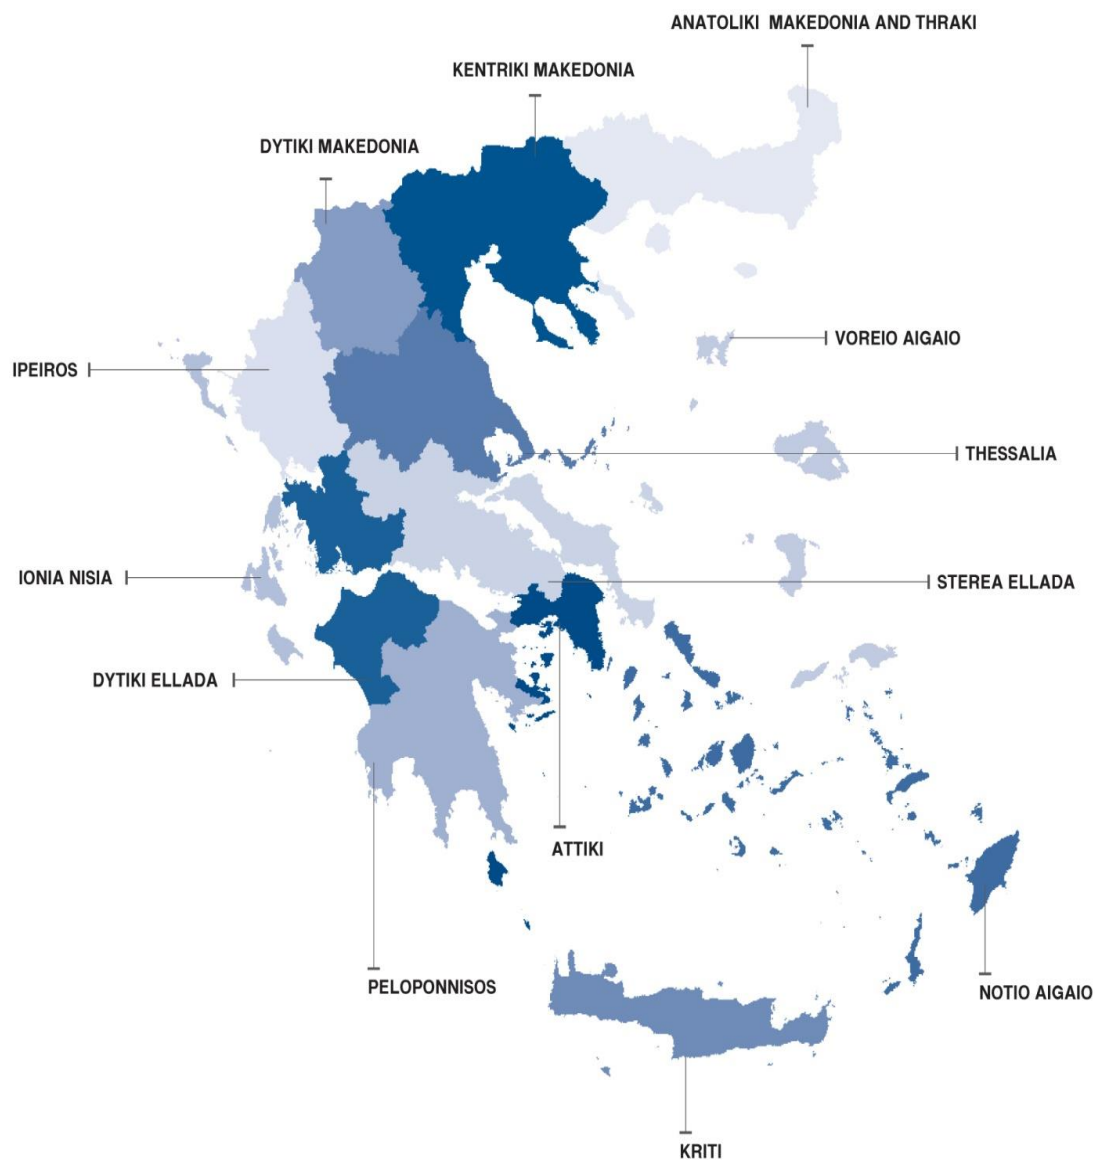 ANATOLIKI MAKEDONIA AND THRAKI
KENTRIKI MAKEDONIA
DYTIKI MAKEDONIA
VOREIO AIGAIO
IPEIROS
THESSALIA
IONIA NISIA
STEREA ELLADA
DYTIKI ELLADA
ATTIKI
PELOPONNISOS
NOTIO AIGAIO
KRITI